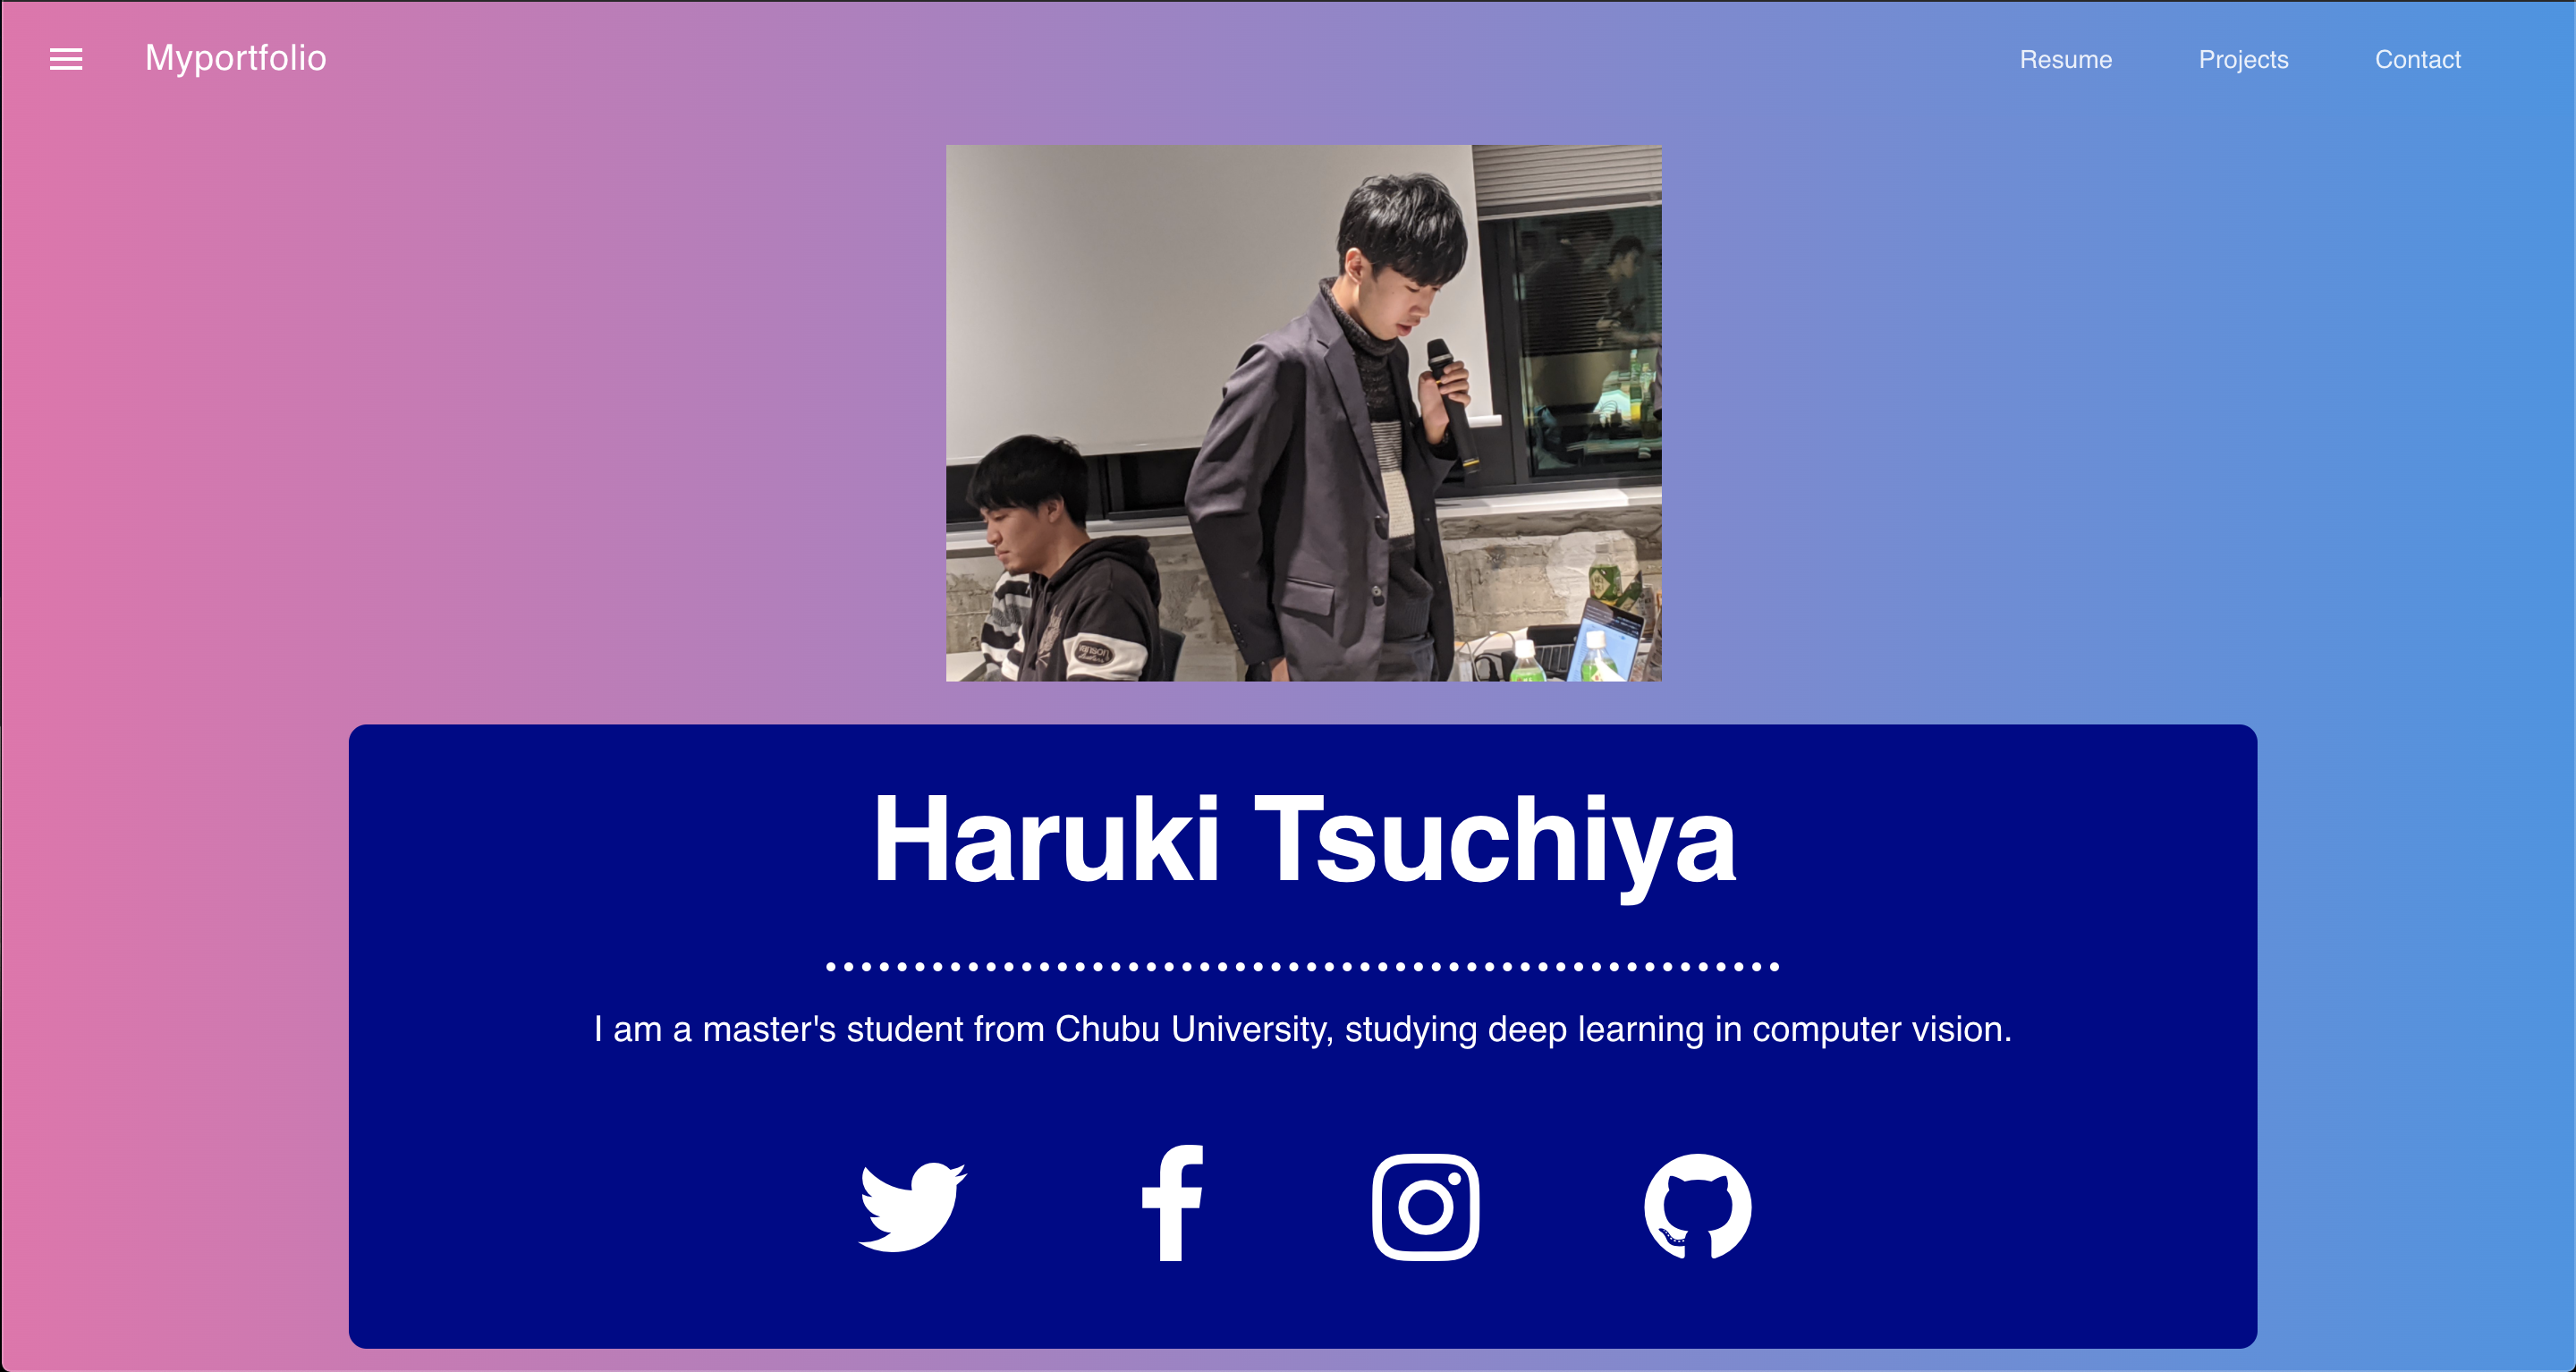 Myportfolio
Resume Projects Contact
Haruki Tsuchiya
I am a master's student from Chubu University, studying deep learning in computer vision.